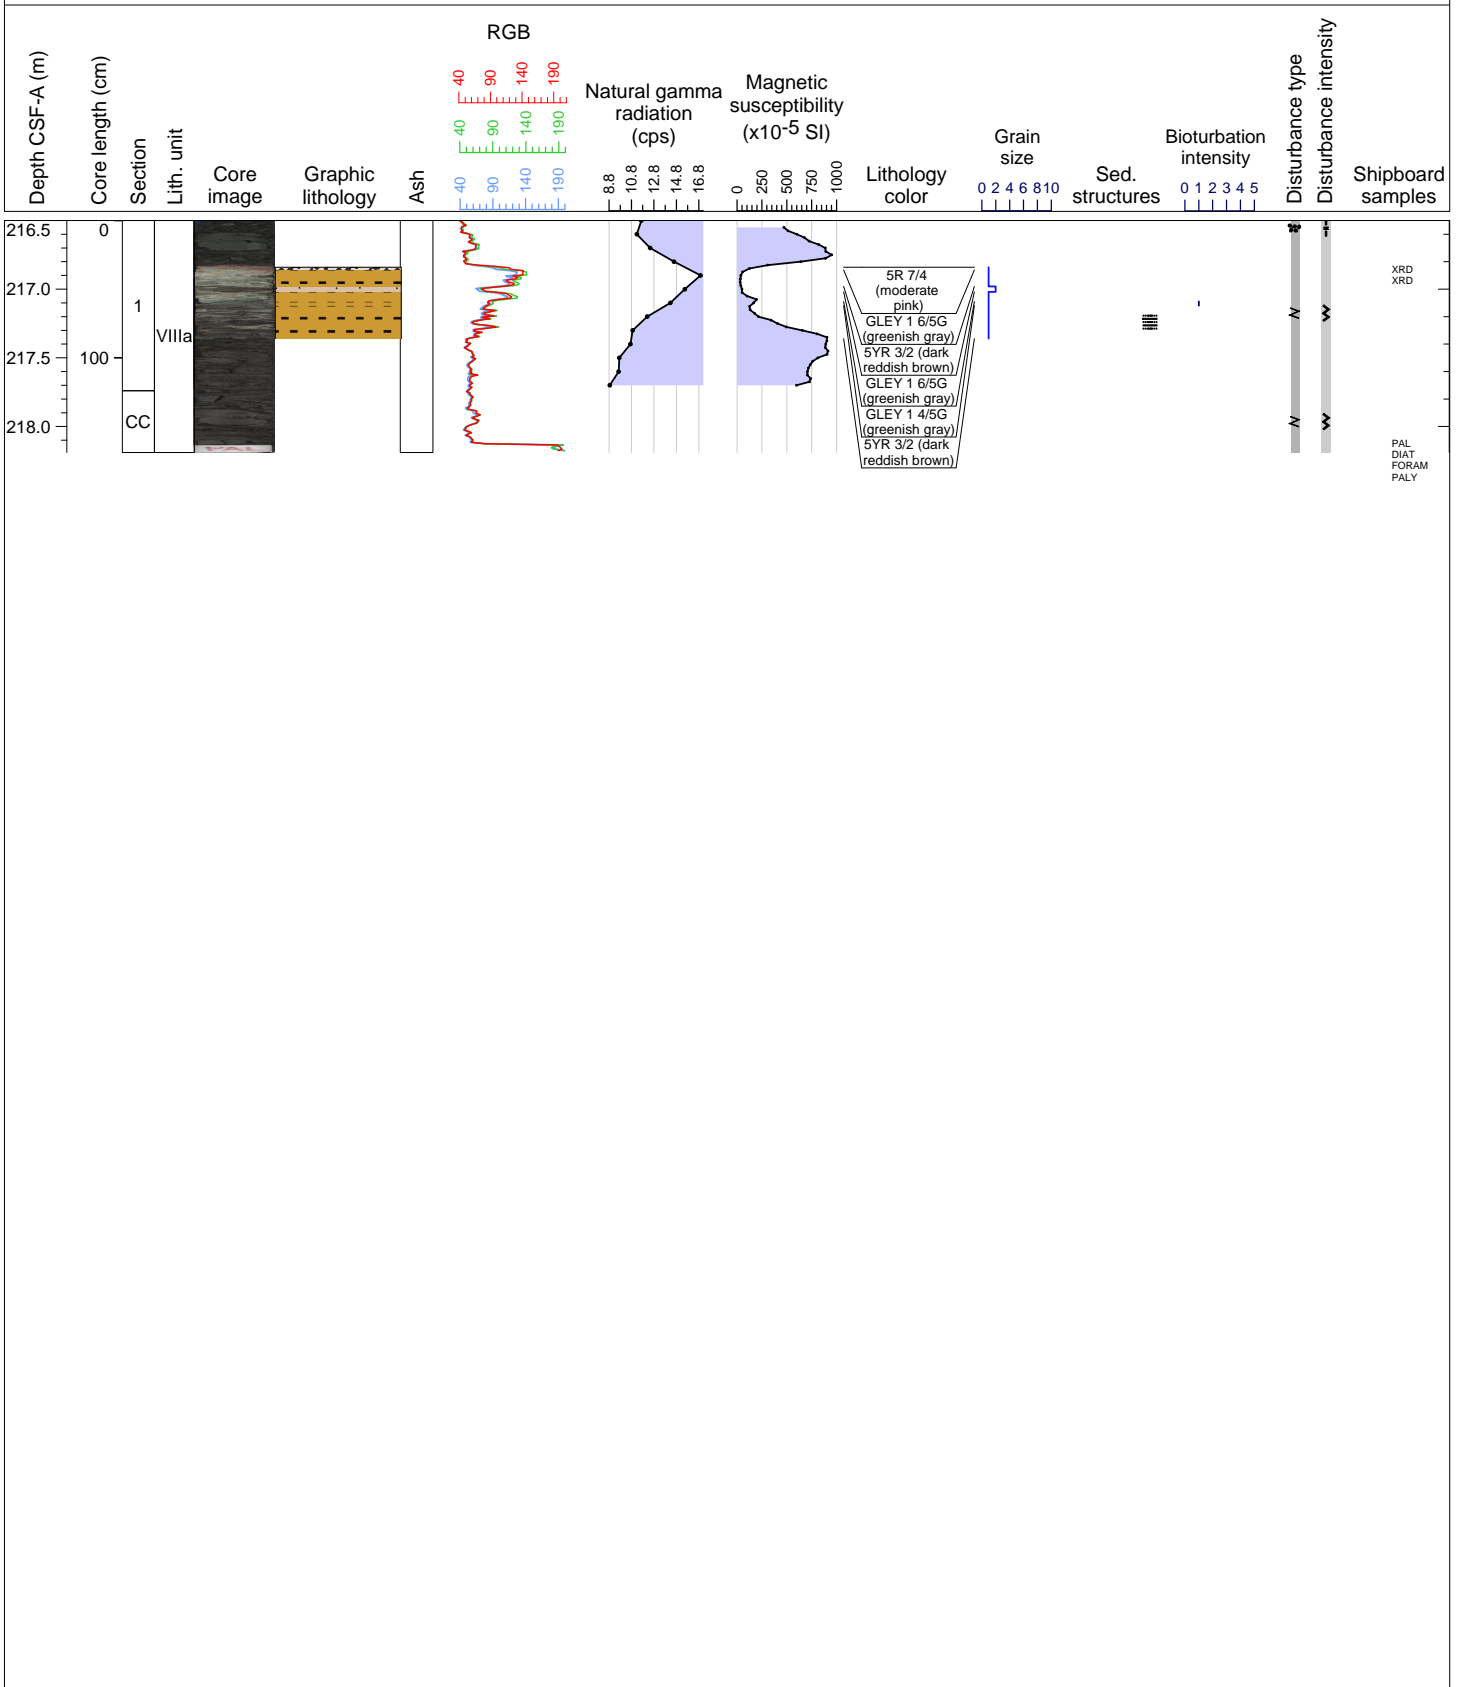 RGB
Depth CSF-A (m)
Core length (cm)
Section
Lith. unit
Core
image
Graphic
lithology
Ash
40 90 140 190
40 90 140 190
40 90 140 190
Natural gamma
radiation
(cps)
8.8 10.8 12.8 14.8 16.8
Magnetic
susceptibility
(x10-5 SI)
0 250 500 750 1000
Lithology
color
Grain
size
0 2 4 6 8 10
Sed.
structures
Bioturbation
intensity
0 1 2 3 4 5
Disturbance type
Disturbance intensity
Shipboard
samples
216.5
217.0
217.5
218.0
0
100
1
CC
VIIIa
PAL
5R 7/4
(moderate
pink)
GLEY 1 6/5G
(greenish gray)
5YR 3/2 (dark
reddish brown)
GLEY 1 6/5G
(greenish gray)
GLEY 1 4/5G
(greenish gray)
5YR 3/2 (dark
reddish brown)
XRD
XRD
PAL
DIAT
FORAM
PALY